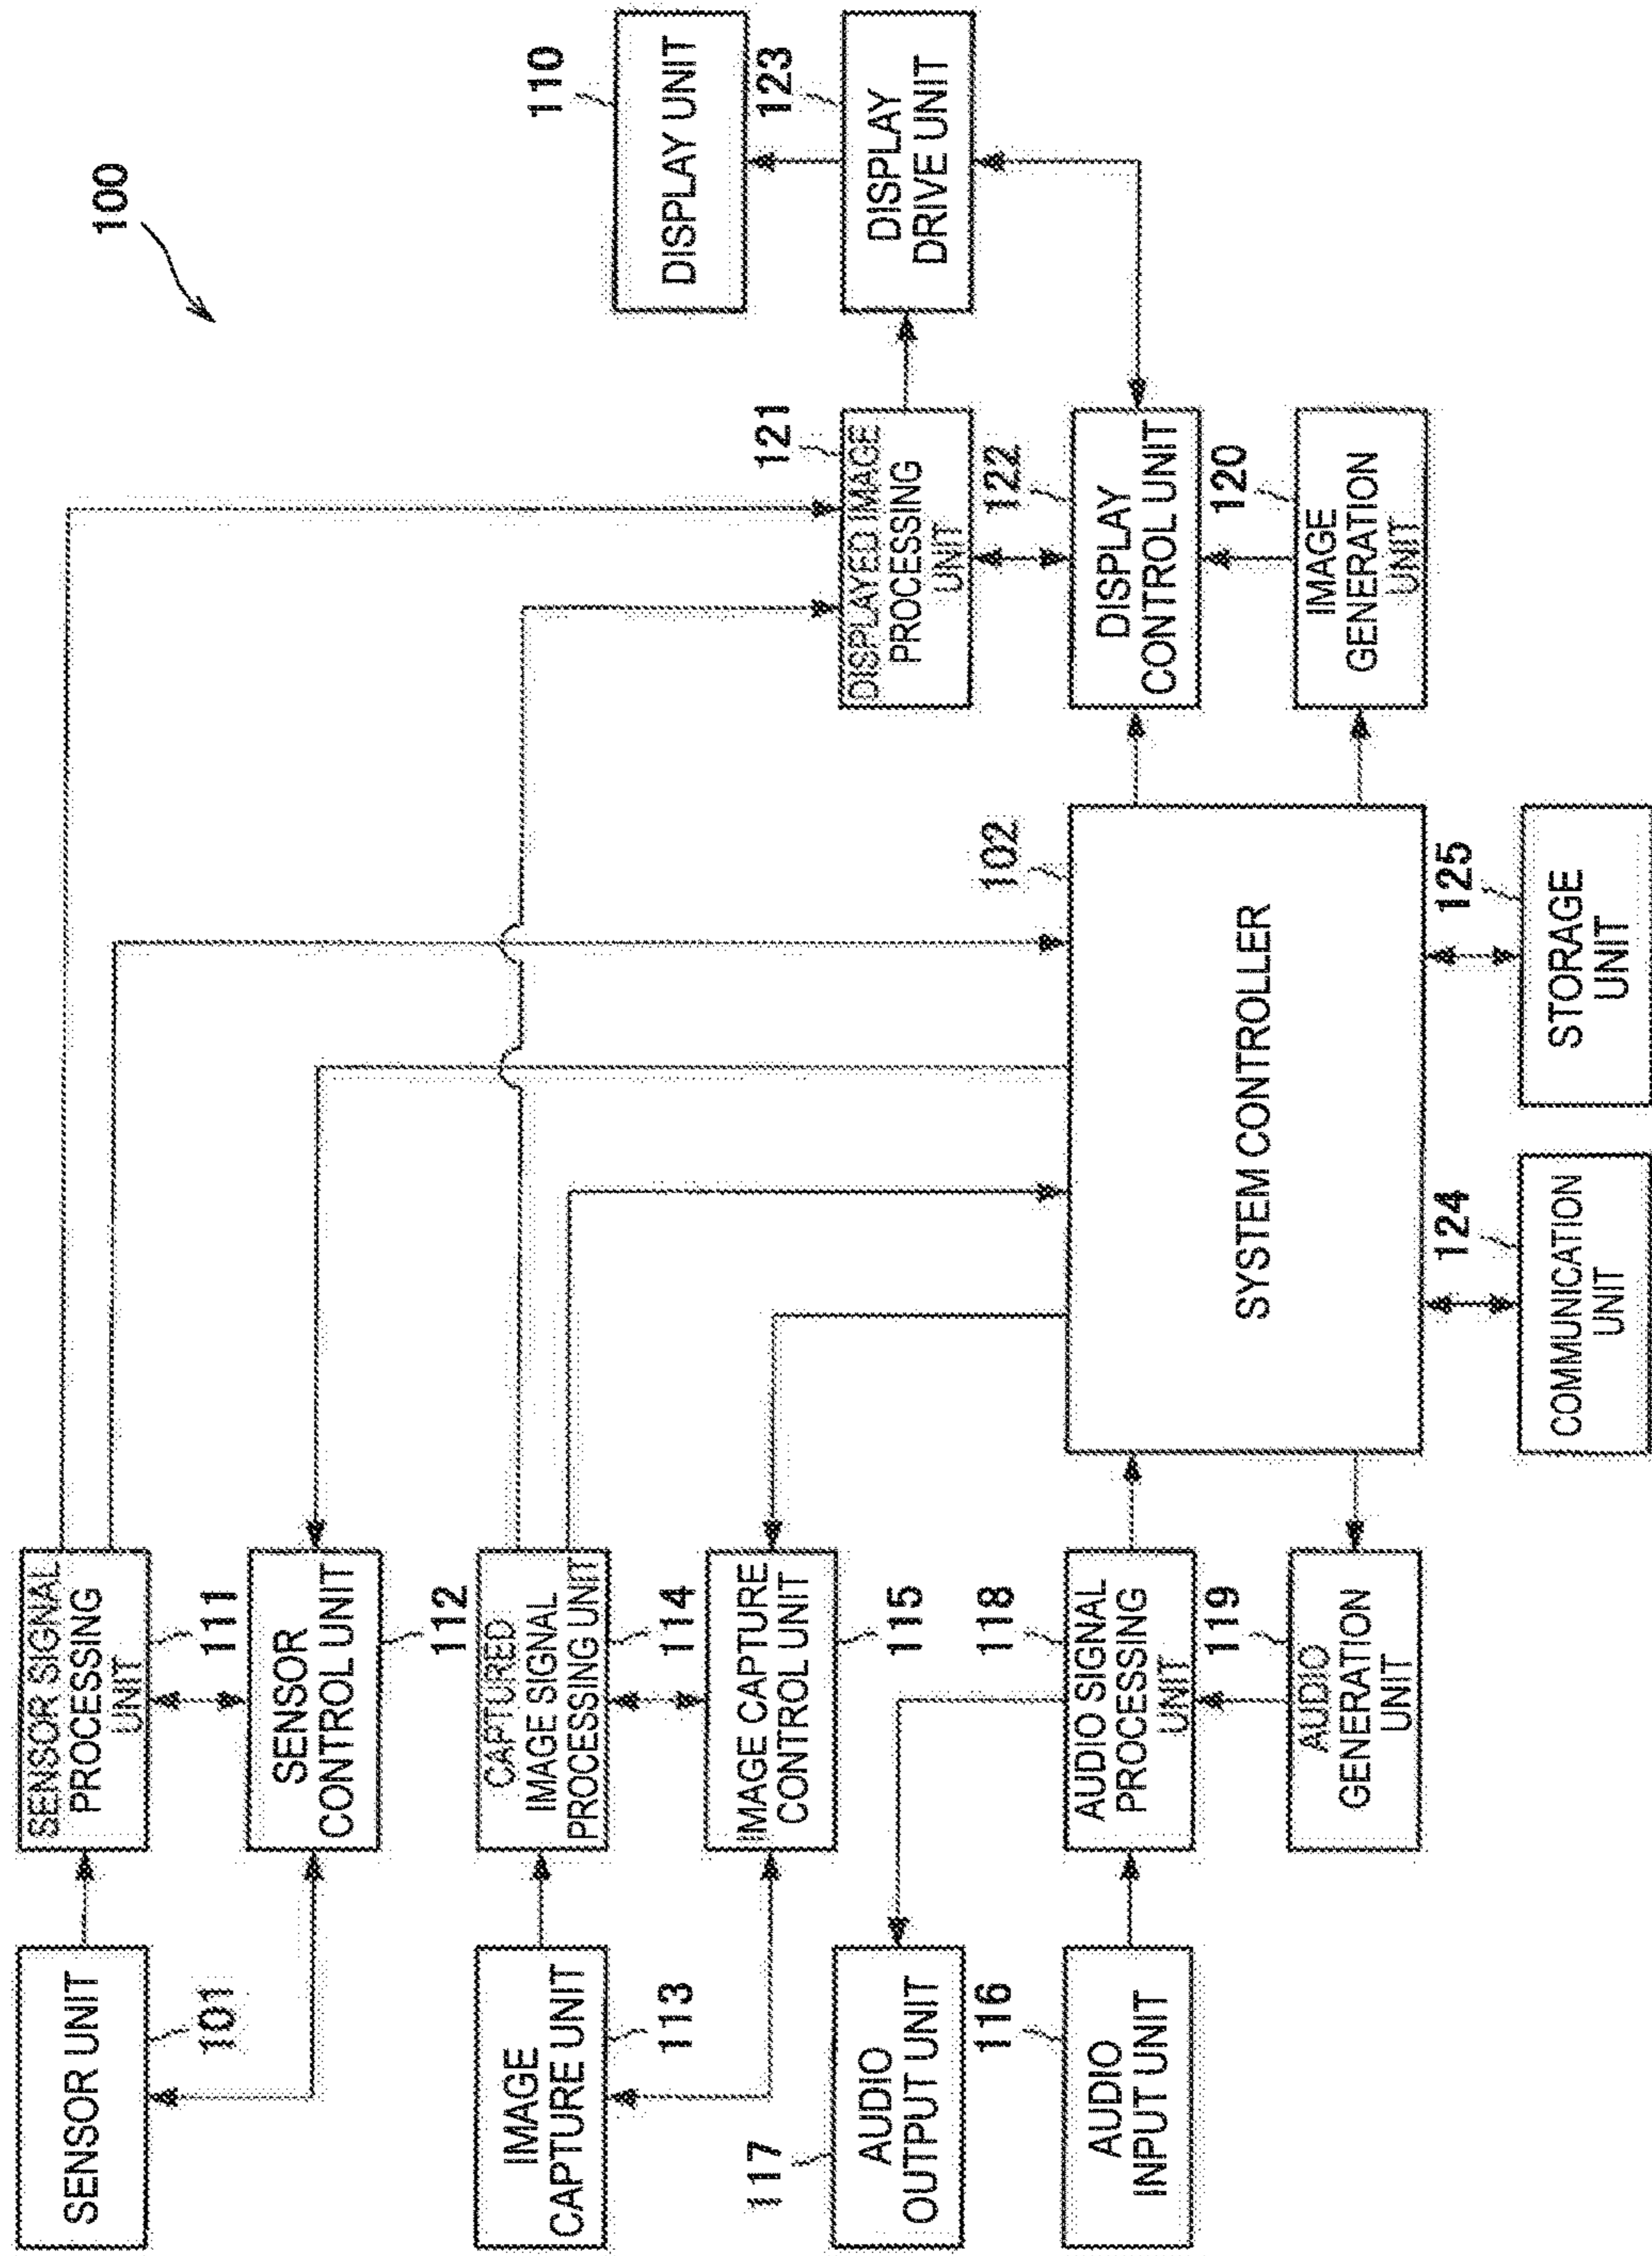 100
SENSOR UNIT
101
SENSOR SIGNAL
PROCESSING
UNIT
111
SENSOR
CONTROL UNIT
112
IMAGE
CAPTURE UNIT
113
CAPTURED
IMAGE SIGNAL
PROCESSING UNIT
114
IMAGE CAPTURE
CONTROL UNIT
115
117
AUDIO
OUTPUT UNIT
116
AUDIO
INPUT UNIT
118
AUDIO SIGNAL
PROCESSING
UNIT
119
AUDIO
GENERATION
UNIT
102
SYSTEM CONTROLLER
124
COMMUNICATION
UNIT
125
STORAGE
UNIT
110
DISPLAY UNIT
123
DISPLAY
DRIVE UNIT
121
DISPLAYED IMAGE
PROCESSING
UNIT
122
DISPLAY
CONTROL UNIT
120
IMAGE
GENERATION
UNIT